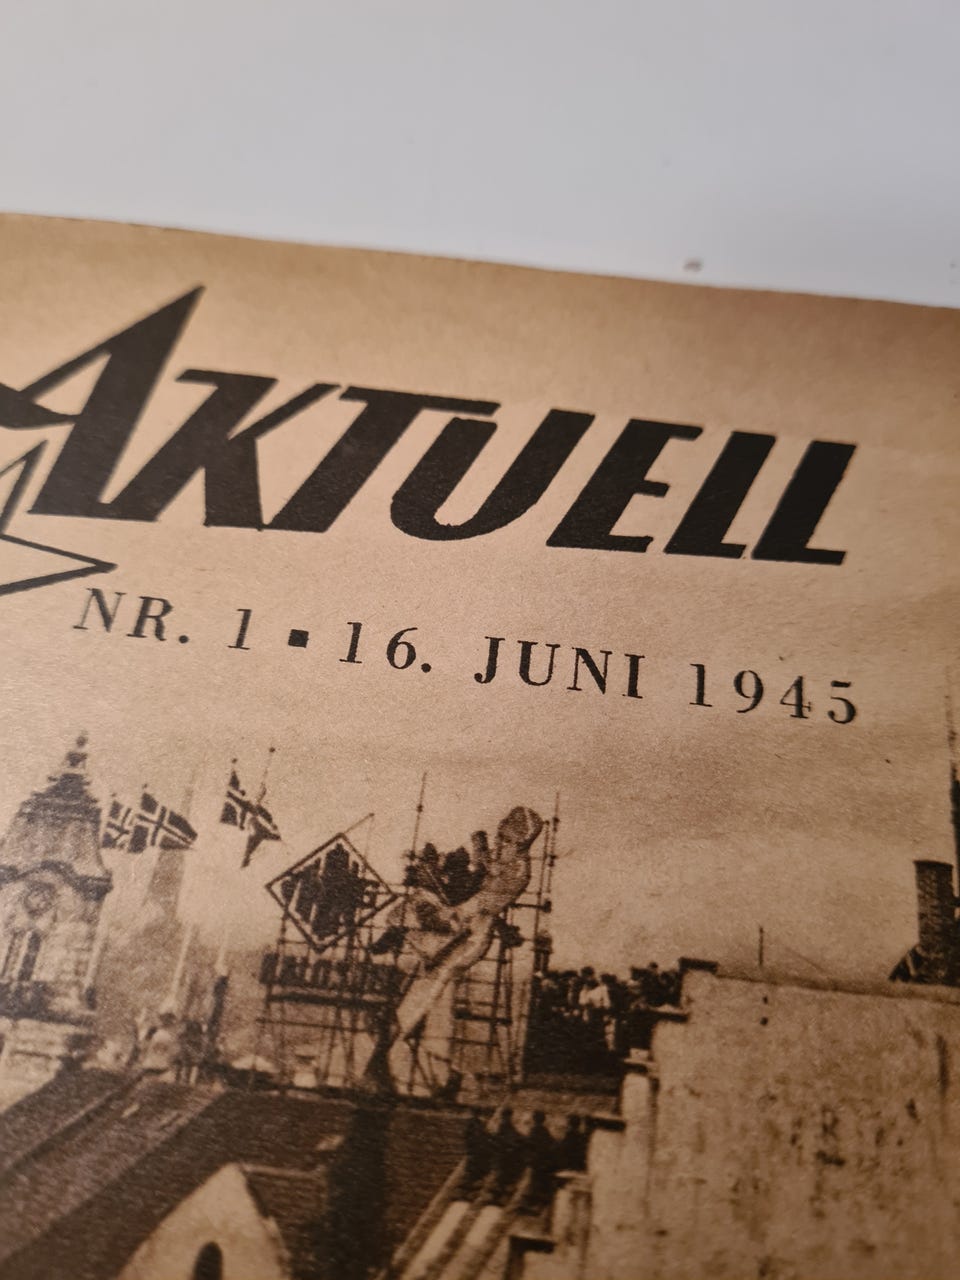 AKTUELL
NR. 1 ▪ 16. JUNI 1945